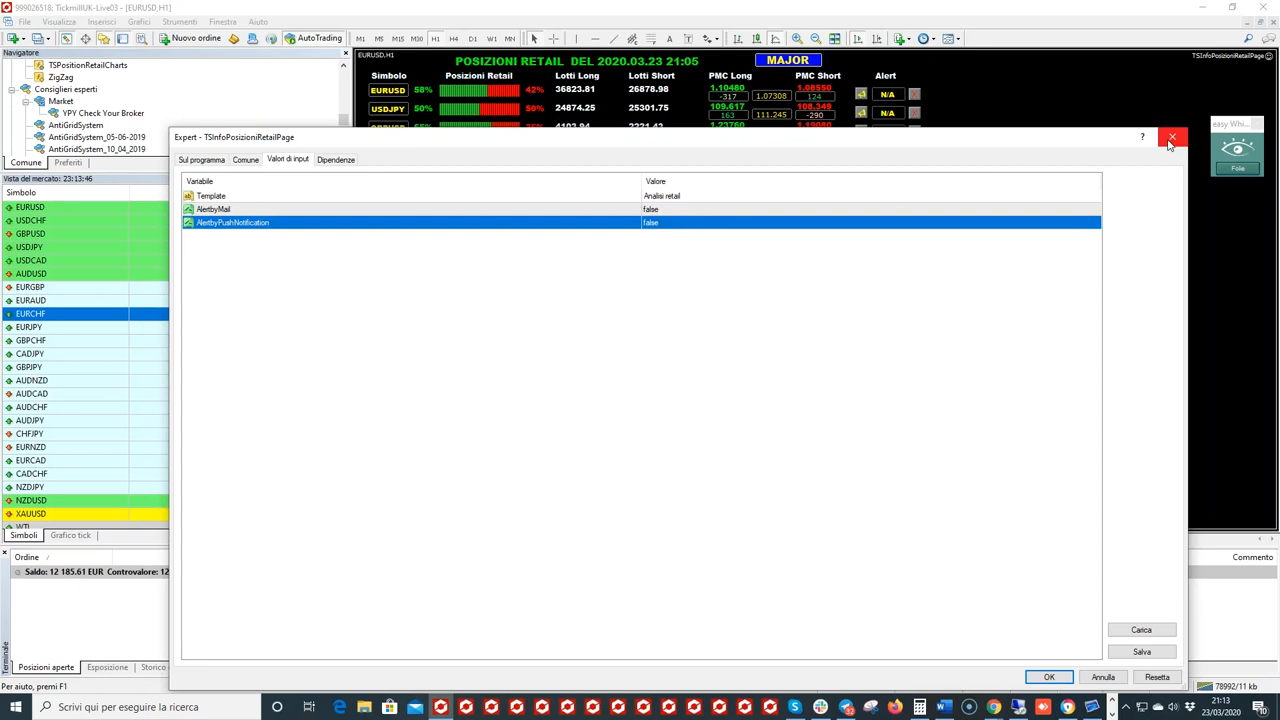 999026518: TickmillUK-Live03 - [EURUSD,H1]
File Visualizza Inserisci Grafici Strumenti Finestra Aiuto
Nuovo ordine AutoTrading M1 M5 M15 M30 H1 H4 D1 W1 MN
Navigatore
TSPositionRetailCharts
ZigZag
Consiglieri esperti
Market
YPY Check Your Broker
AntiGridSystem
AntiGridSystem_05-06-2019
AntiGridSystem_10_04_2019
Comune Preferiti
EURUSD,H1
TSInfoPosizioniRetailPage
POSIZIONI RETAIL DEL 2020.03.23 21:05 MAJOR
Simbolo Posizioni Retail Lotti Long Lotti Short PMC Long PMC Short Alert
EURUSD 58% 42% 36823.81 26878.98 1.10480 1.08550
-317 1.07308 124 N/A
USDJPY 50% 50% 24874.25 25301.75 109.617 108.349
163 111.245 -290 N/A
easy Whi...
Folie
Vista del mercato: 23:13:46
Simbolo
EURUSD
USDCHF
GBPUSD
USDJPY
USDCAD
AUDUSD
EURGBP
EURAUD
EURCHF
EURJPY
GBPCHF
CADJPY
GBPJPY
AUDNZD
AUDCAD
AUDCHF
AUDJPY
CHFJPY
EURNZD
EURCAD
CADCHF
NZDJPY
NZDUSD
XAUUSD
WTI
Simboli Grafico tick
Expert - TSInfoPosizioniRetailPage
?
Sul programma Comune Valori di input Dipendenze
Variabile Valore
Template Analisi retail
AlertbyMail false
AlertbyPushNotification false
Carica
Salva
OK Annulla Resetta
Ordine / Commento
Saldo: 12 185.61 EUR Controvalore: 12
Terminale
Posizioni aperte Esposizione Storico
Per aiuto, premi F1
78992/11 kb
Scrivi qui per eseguire la ricerca
21:13
23/03/2020